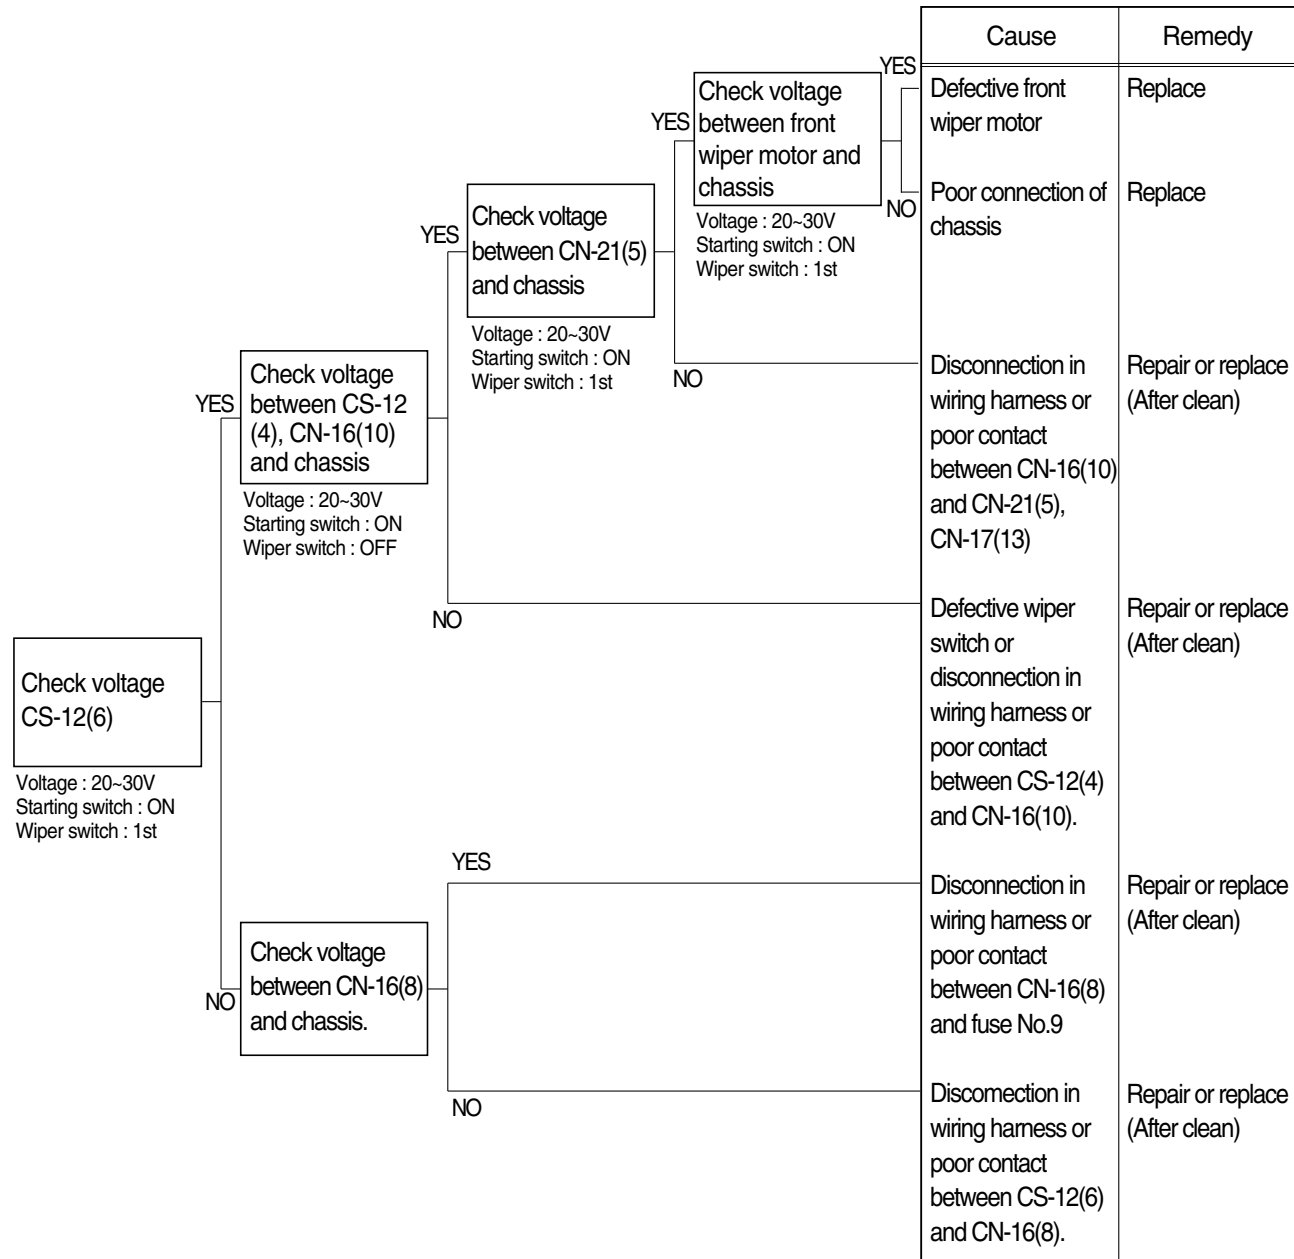 Cause
Remedy
YES
Check voltage
between front
wiper motor and
chassis
Voltage : 20~30V
Starting switch : ON
Wiper switch : 1st
Defective front
wiper motor
Replace
YES
NO
Poor connection of
chassis
Replace
Check voltage
between CN-21(5)
and chassis
Voltage : 20~30V
Starting switch : ON
Wiper switch : 1st
YES
NO
Disconnection in
wiring harness or
poor contact
between CN-16(10)
and CN-21(5),
CN-17(13)
Repair or replace
(After clean)
YES
Check voltage
between CS-12
(4), CN-16(10)
and chassis
Voltage : 20~30V
Starting switch : ON
Wiper switch : OFF
NO
Defective wiper
switch or
disconnection in
wiring harness or
poor contact
between CS-12(4)
and CN-16(10).
Repair or replace
(After clean)
Check voltage
CS-12(6)
Voltage : 20~30V
Starting switch : ON
Wiper switch : 1st
YES
Disconnection in
wiring harness or
poor contact
between CN-16(8)
and fuse No.9
Repair or replace
(After clean)
NO
Check voltage
between CN-16(8)
and chassis.
NO
Discomection in
wiring harness or
poor contact
between CS-12(6)
and CN-16(8).
Repair or replace
(After clean)